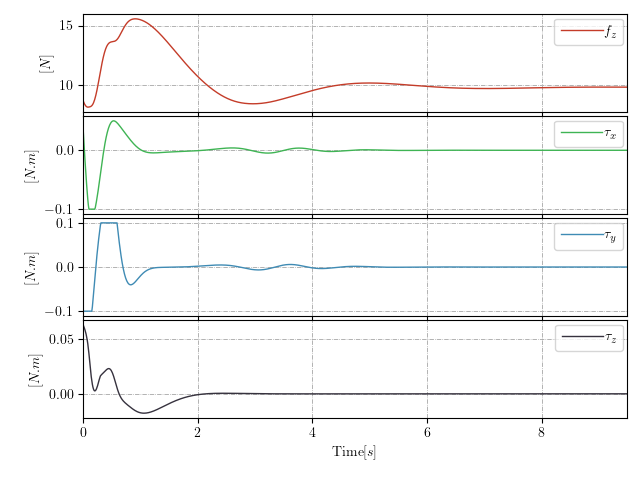 15
10
[N]
f_z
0.0
−0.1
[N.m]
τ_x
0.1
0.0
−0.1
[N.m]
τ_y
0.05
0.00
[N.m]
τ_z
0 2 4 6 8
Time[s]